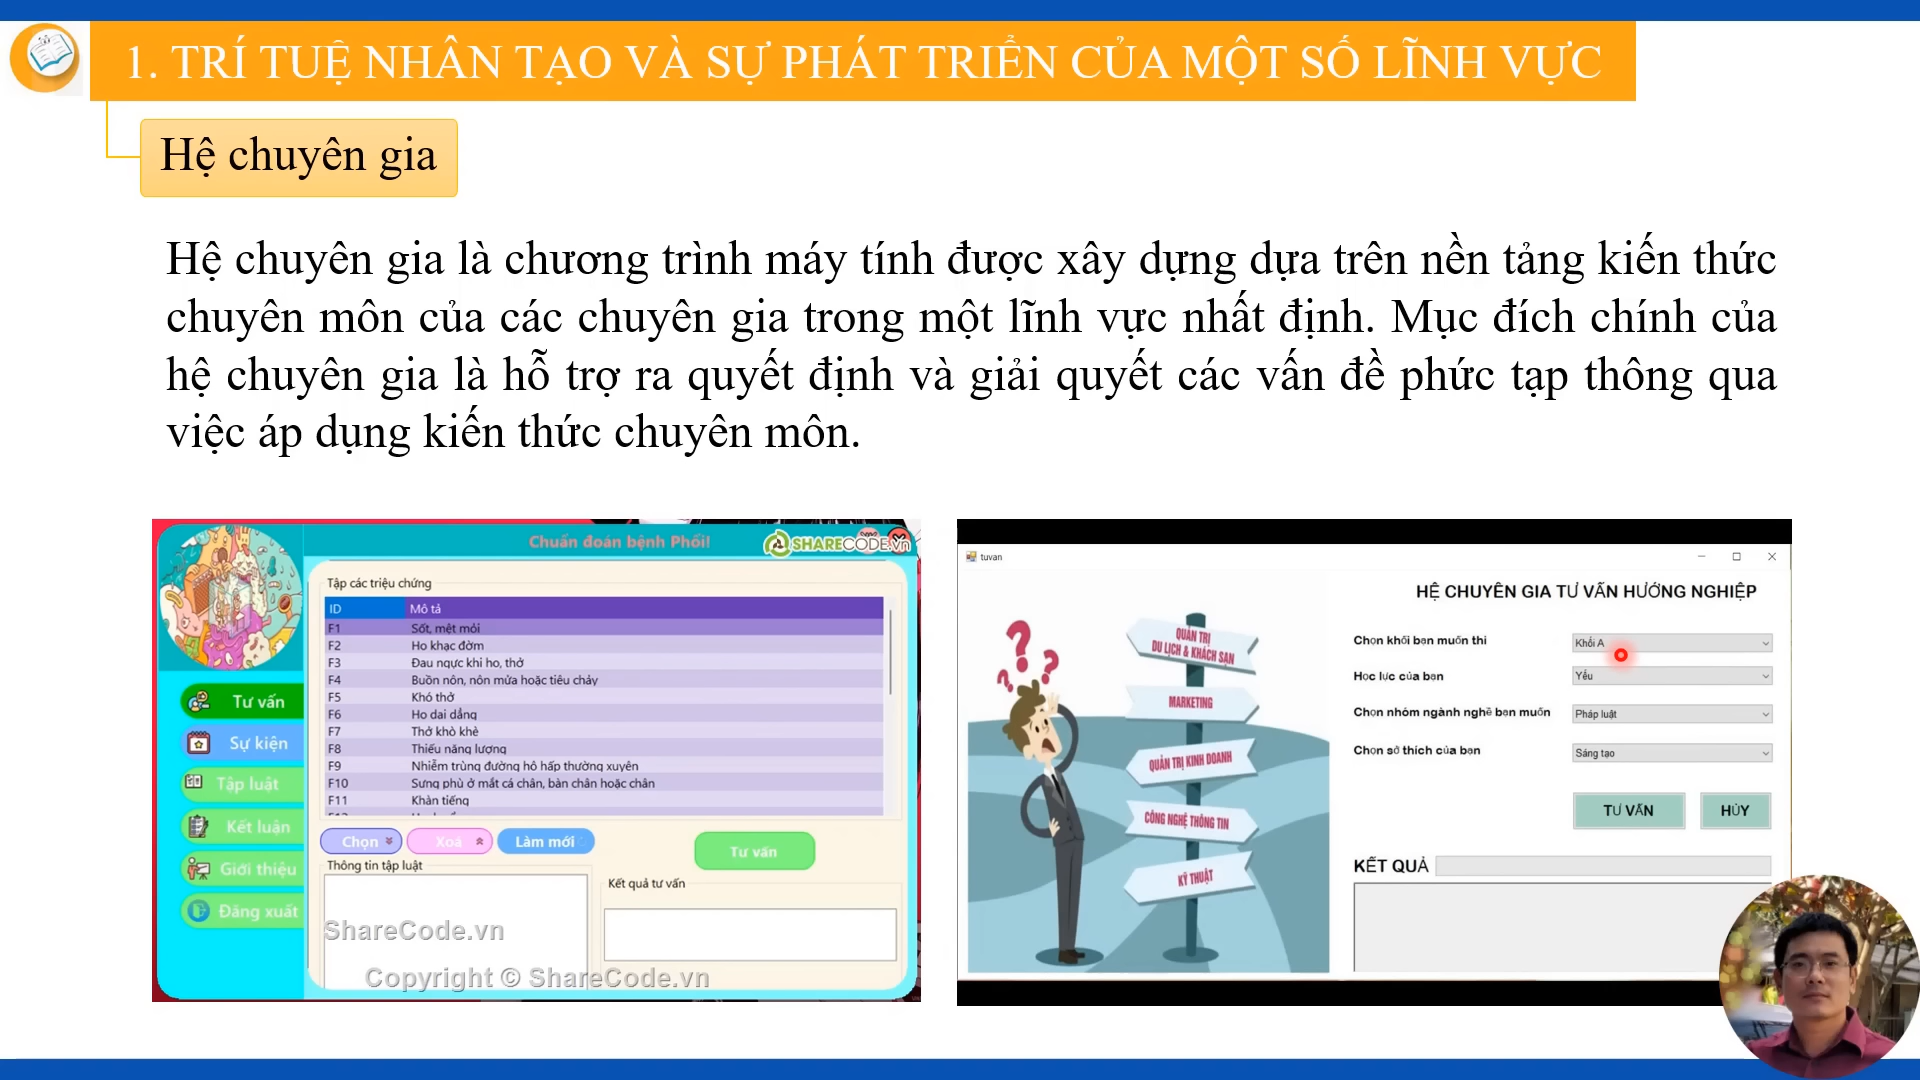 1. TRÍ TUỆ NHÂN TẠO VÀ SỰ PHÁT TRIỂN CỦA MỘT SỐ LĨNH VỰC
Hệ chuyên gia
Hệ chuyên gia là chương trình máy tính được xây dựng dựa trên nền tảng kiến thức
chuyên môn của các chuyên gia trong một lĩnh vực nhất định. Mục đích chính của
hệ chuyên gia là hỗ trợ ra quyết định và giải quyết các vấn đề phức tạp thông qua
việc áp dụng kiến thức chuyên môn.
Chuẩn đoán bệnh Phổi!
SHARECODE.vn
Tập các triệu chứng
ID Mô tả
F1 Sốt, mệt mỏi
F2 Ho khạc đờm
F3 Đau ngực khi ho, thở
F4 Buồn nôn, nôn mửa hoặc tiêu chảy
F5 Khó thở
F6 Ho dai dẳng
F7 Thở khò khè
F8 Thiếu năng lượng
F9 Nhiễm trùng đường hô hấp thường xuyên
F10 Sưng phù ở mắt cá chân, bàn chân hoặc chân
F11 Khàn tiếng
Tư vấn
Sự kiện
Tập luật
Kết luận
Giới thiệu
Đăng xuất
Chọn
Xoá
Làm mới
Tư vấn
Thông tin tập luật
Kết quả tư vấn
ShareCode.vn
Copyright © ShareCode.vn
tuvan
HỆ CHUYÊN GIA TƯ VẤN HƯỚNG NGHIỆP
QUẢN TRỊ
DU LỊCH & KHÁCH SẠN
MARKETING
QUẢN TRỊ KINH DOANH
CÔNG NGHỆ THÔNG TIN
KỸ THUẬT
Chọn khối bạn muốn thi Khối A
Học lực của bạn Yếu
Chọn nhóm ngành nghề bạn muốn Pháp luật
Chọn sở thích của bạn Sáng tạo
TƯ VẤN HỦY
KẾT QUẢ